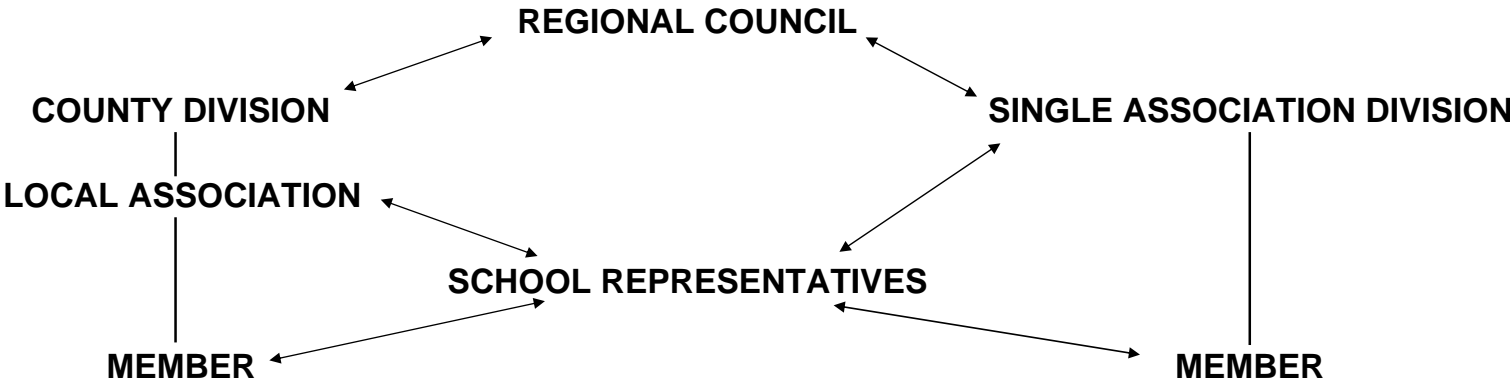 REGIONAL COUNCIL
COUNTY DIVISION
SINGLE ASSOCIATION DIVISION
LOCAL ASSOCIATION
SCHOOL REPRESENTATIVES
MEMBER
MEMBER